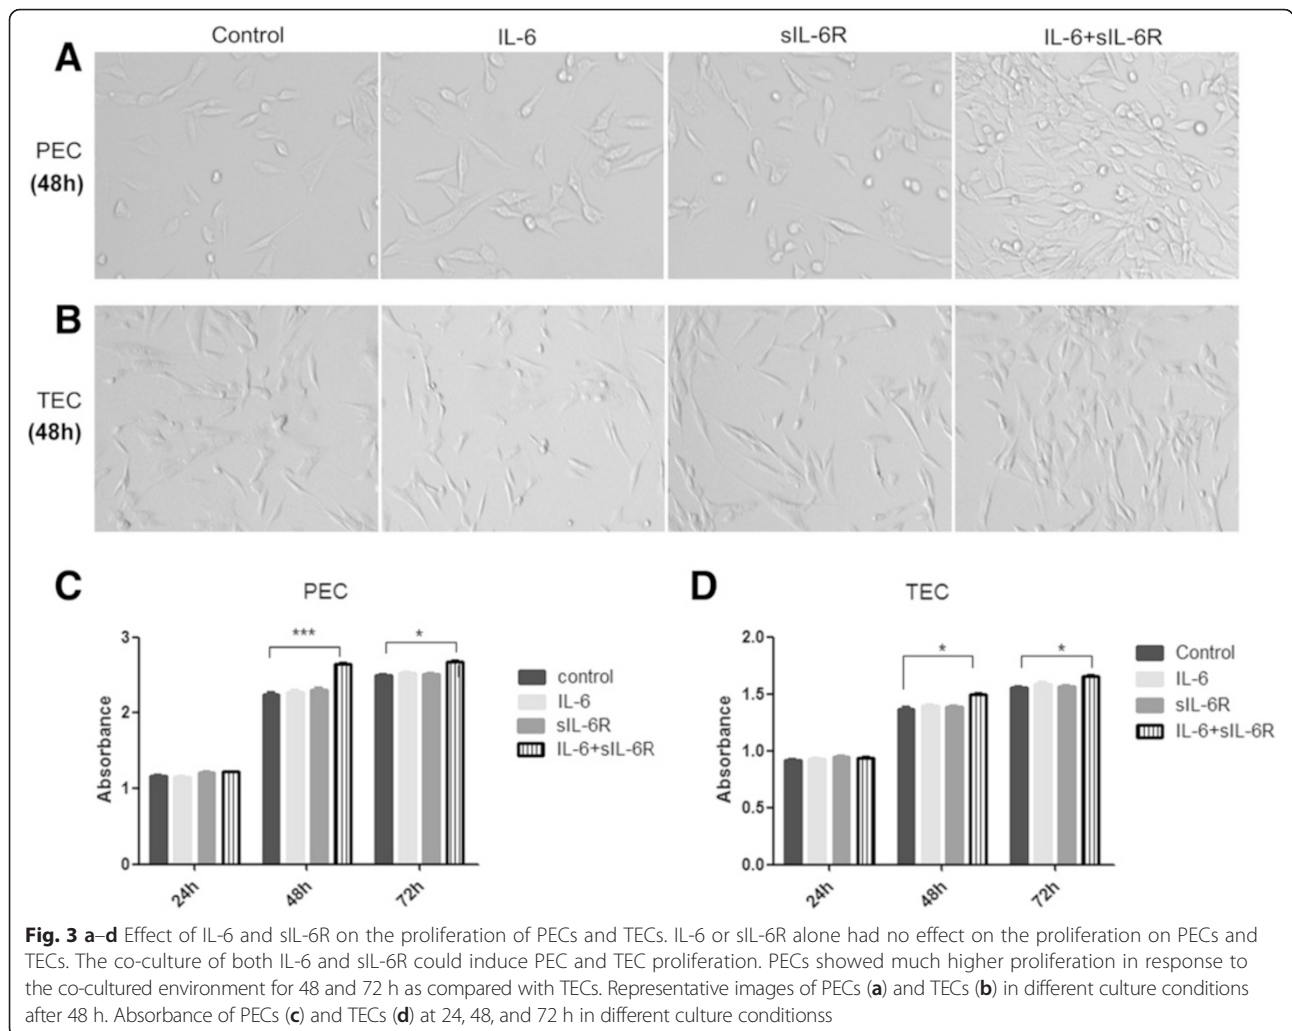 Control IL-6 sIL-6R IL-6+sIL-6R
A
PEC
(48h)
B
TEC
(48h)
C
PEC
***
*
3
2
1
0
Absorbance
24h 48h 72h
control
IL-6
sIL-6R
IL-6+sIL-6R
D
TEC
*
*
2.0
1.5
1.0
0.5
0.0
Absorbance
24h 48h 72h
Control
IL-6
sIL-6R
IL-6+sIL-6R
Fig. 3 a–d Effect of IL-6 and sIL-6R on the proliferation of PECs and TECs. IL-6 or sIL-6R alone had no effect on the proliferation on PECs and
TECs. The co-culture of both IL-6 and sIL-6R could induce PEC and TEC proliferation. PECs showed much higher proliferation in response to
the co-cultured environment for 48 and 72 h as compared with TECs. Representative images of PECs (a) and TECs (b) in different culture conditions
after 48 h. Absorbance of PECs (c) and TECs (d) at 24, 48, and 72 h in different culture conditionss